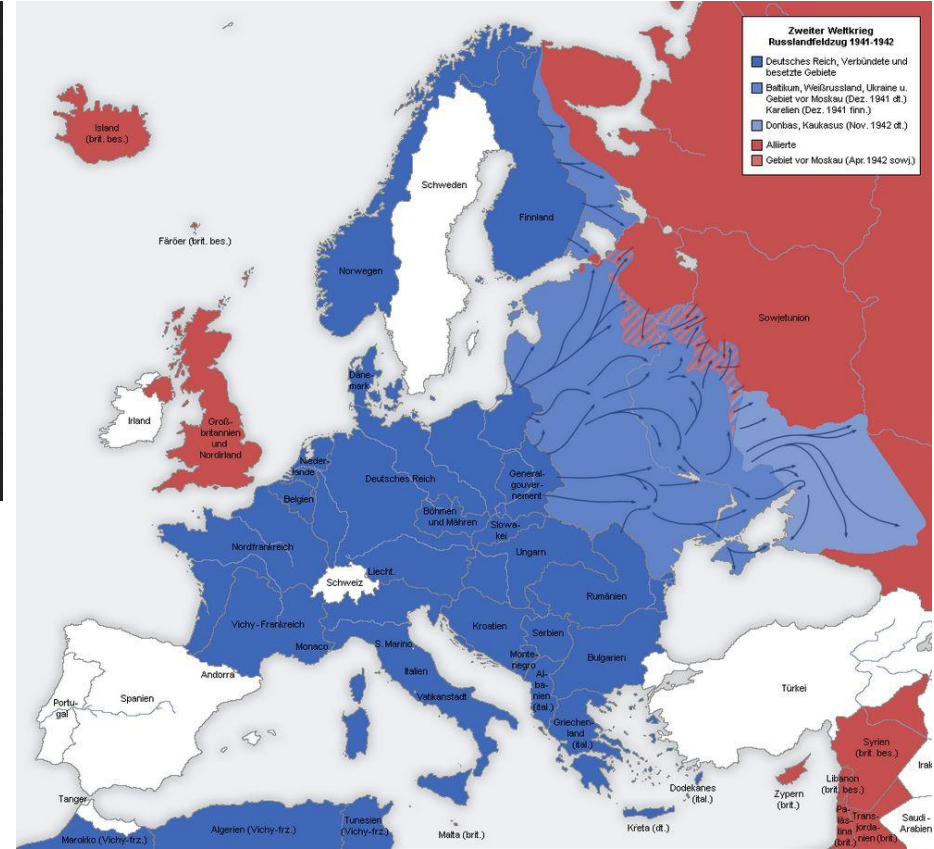 Zweiter Weltkrieg
Russlandfeldzug 1941-1942
Deutsches Reich, Verbündete und
besetzte Gebiete
Baltikum, Weißrussland, Ukraine u.
Gebiet vor Moskau (Dez. 1941 dt.)
Karelien (Dez. 1941 finn.)
Donbas, Kaukasus (Nov. 1942 dt.)
Alliierte
Gebiet vor Moskau (Apr. 1942 sowj.)
Island
(brit. bes.)
Schweden
Finnland
Färöer (brit. bes.)
Norwegen
Sowjetunion
Däne-
mark
Irland
Groß-
britannien
und
Nordirland
Nieder-
lande
Deutsches Reich
General-
gouver-
nement
Belgien
Böhmen
und Mähren
Slowa-
kei
Nordfrankreich
Ungarn
Liecht.
Schweiz
Rumänien
Vichy-Frankreich
Kroatien
Serbien
Monaco
S. Marino
Monte-
negro
Bulgarien
Andorra
Italien
Al-
ba-
nien
(ital.)
Spanien
Portu-
gal
Vatikanstadt
Türkei
Griechen-
land
(ital.)
Syrien
(brit. bes.)
Irak
Dodekanes
(ital.)
Zypern
(brit.)
Libanon
(brit. bes.)
Tanger
Algerien (Vichy-frz.)
Tunesien
(Vichy-frz.)
Malta (brit.)
Kreta (dt.)
Pa-
läs-
tina
(brit.)
Trans-
jorda-
nien (brit.)
Saudi-
Arabien
Marokko (Vichy-frz.)